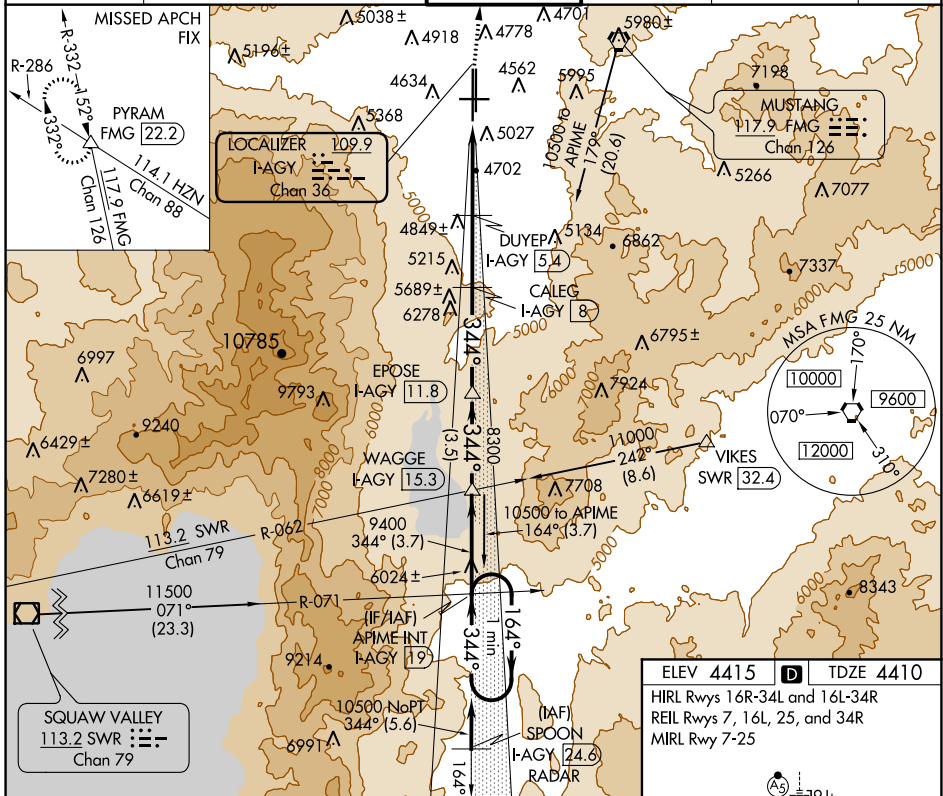 MISSED APCH
FIX
R-332
R-286
152°
332°
PYRAM
FMG 22.2
114.1 HZN
Chan 88
117.9 FMG
Chan 126
5038±
4918
5196±
4634
5368
4778
4701
4562
5980±
5995
7198
MUSTANG
117.9 FMG
Chan 126
10500 to
APIME
179°
(20.6)
LOCALIZER 109.9
I-AGY
Chan 36
5027
4702
5266
7077
5000
4849±
DUYEP
I-AGY 5.4
5134
6862
5215
5689±
6278
CALEG
I-AGY 8
7337
5000
6000
5000
344°
10785
6795±
MSA FMG 25 NM
170°
10000
9600
070°
12000
310°
6997
9793
EPOSE
I-AGY 11.8
7924
9240
6429±
8000
6000
344°
(3.5)
8300
11000
242°
(8.6)
VIKES
SWR 32.4
WAGGE
I-AGY 15.3
7280±
6619±
7708
113.2 SWR
Chan 79
R-062
9400
344° (3.7)
10500 to APIME
164° (3.7)
7000
5000
6000
6024±
8343
11500
071°
(23.3)
R-071
(IF/IAF)
APIME INT
I-AGY 19
344°
1 min
164°
9214
10500 NoPT
344° (5.6)
(IAF)
SPOON
I-AGY 24.6
RADAR
6991
164°
SQUAW VALLEY
113.2 SWR
Chan 79
ELEV 4415 D TDZE 4410
HIRL Rwys 16R-34L and 16L-34R
REIL Rwys 7, 16L, 25, and 34R
MIRL Rwy 7-25
A5